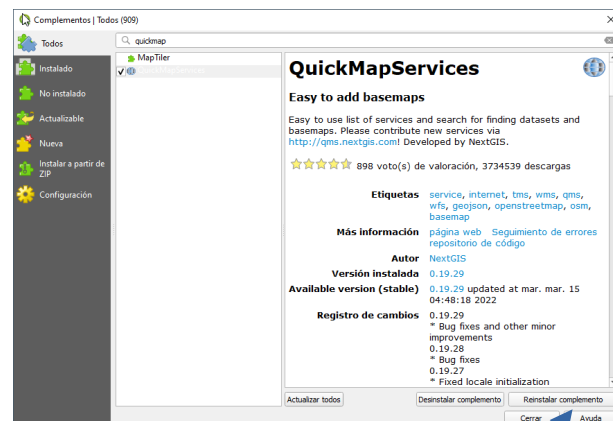 Complementos | Todos (909)
Todos
Instalado
No instalado
Actualizable
Nueva
Instalar a partir de
ZIP
Configuración
quickmap
MapTiler
QuickMapServices
QuickMapServices
Easy to add basemaps
Easy to use list of services and search for finding datasets and
basemaps. Please contribute new services via
http://qms.nextgis.com! Developed by NextGIS.
898 voto(s) de valoración, 3734539 descargas
Etiquetas service, internet, tms, wms, qms,
wfs, geojson, openstreetmap, osm,
basemap
Más información página web Seguimiento de errores
repositorio de código
Autor NextGIS
Versión instalada 0.19.29
Available version (stable) 0.19.29 updated at mar. mar. 15
04:48:18 2022
Registro de cambios 0.19.29
* Bug fixes and other minor
improvements
0.19.28
* Bug fixes
0.19.27
* Fixed locale initialization
Actualizar todos
Desinstalar complemento
Reinstalar complemento
Cerrar
Ayuda